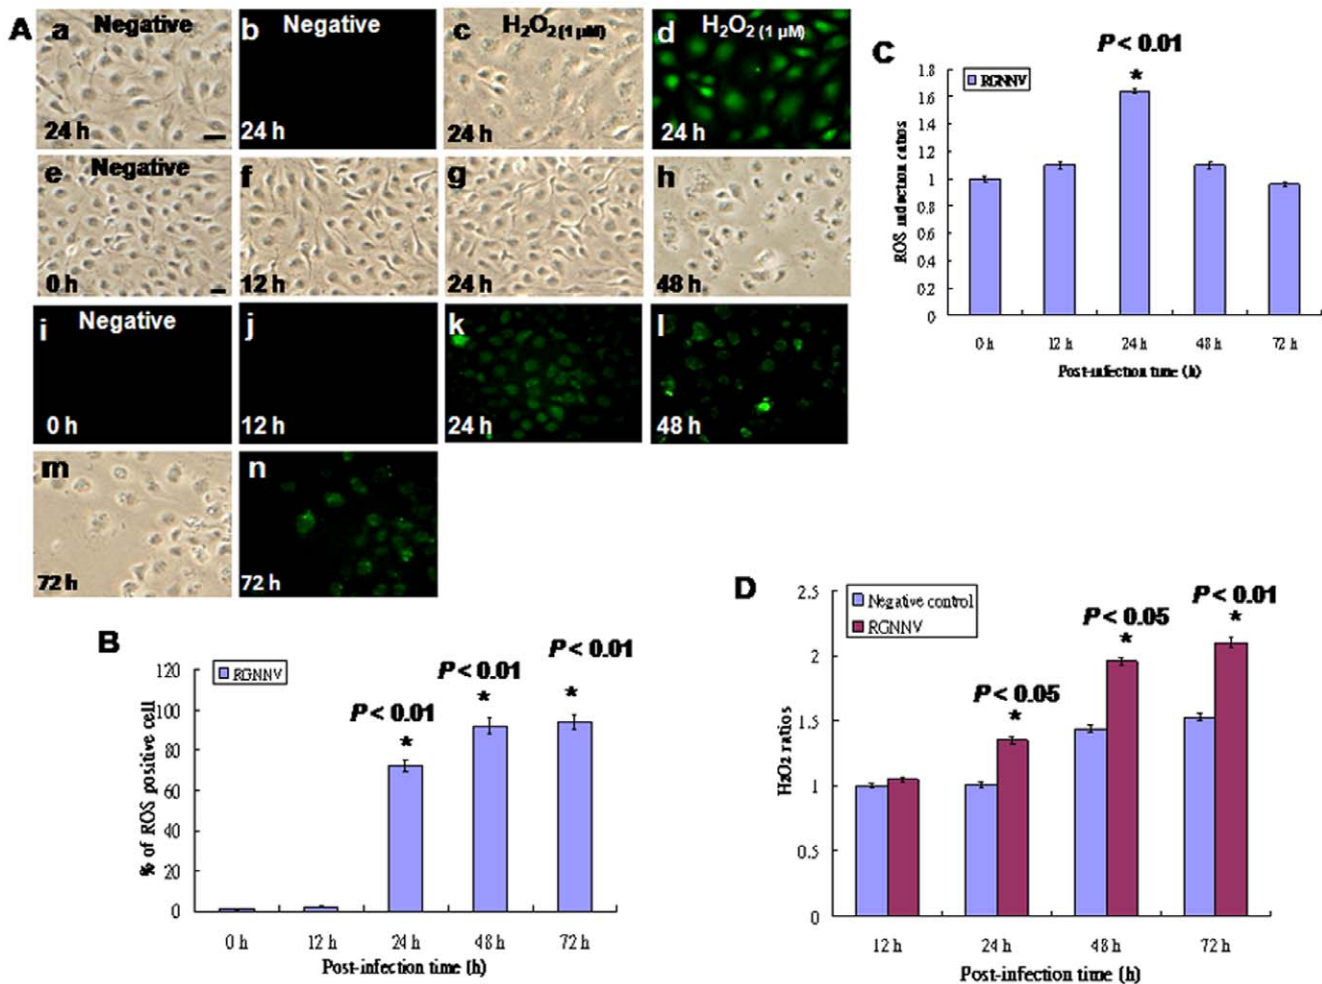 A
a Negative
24 h
b Negative
24 h
c H₂O₂ (1 µM)
24 h
d H₂O₂ (1 µM)
24 h
e Negative
0 h
f
12 h
g
24 h
h
48 h
i Negative
0 h
j
12 h
k
24 h
l
48 h
m
72 h
n
72 h
B
RGNNV
% of ROS positive cell
120
100
80
60
40
20
0
P < 0.01
*
P < 0.01
*
P < 0.01
*
0 h 12 h 24 h 48 h 72 h
Post-infection time (h)
C
RGNNV
ROS induction ratios
1.8
1.6
1.4
1.2
1
0.8
0.6
0.4
0.2
0
P < 0.01
*
0 h 12 h 24 h 48 h 72 h
Post-infection time (h)
D
Negative control
RGNNV
H2O2 ratios
2.5
2
1.5
1
0.5
0
P < 0.05
*
P < 0.05
*
P < 0.01
*
12 h 24 h 48 h 72 h
Post-infection time (h)